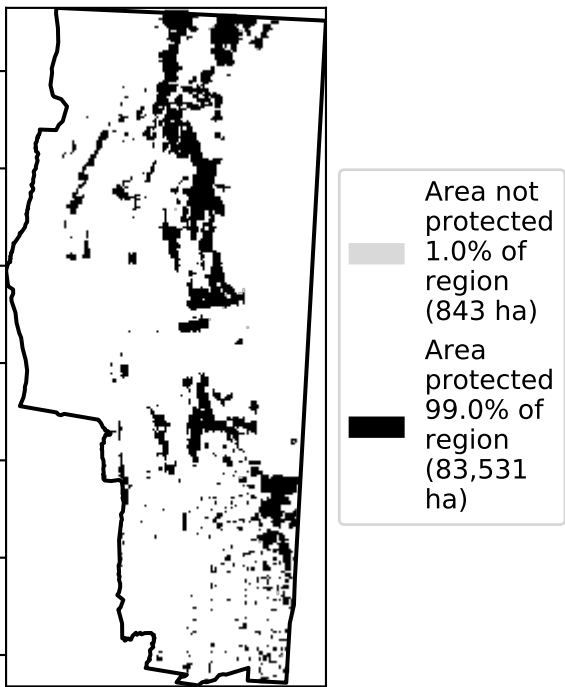 Area not
protected
1.0% of
region
(843 ha)
Area
protected
99.0% of
region
(83,531
ha)